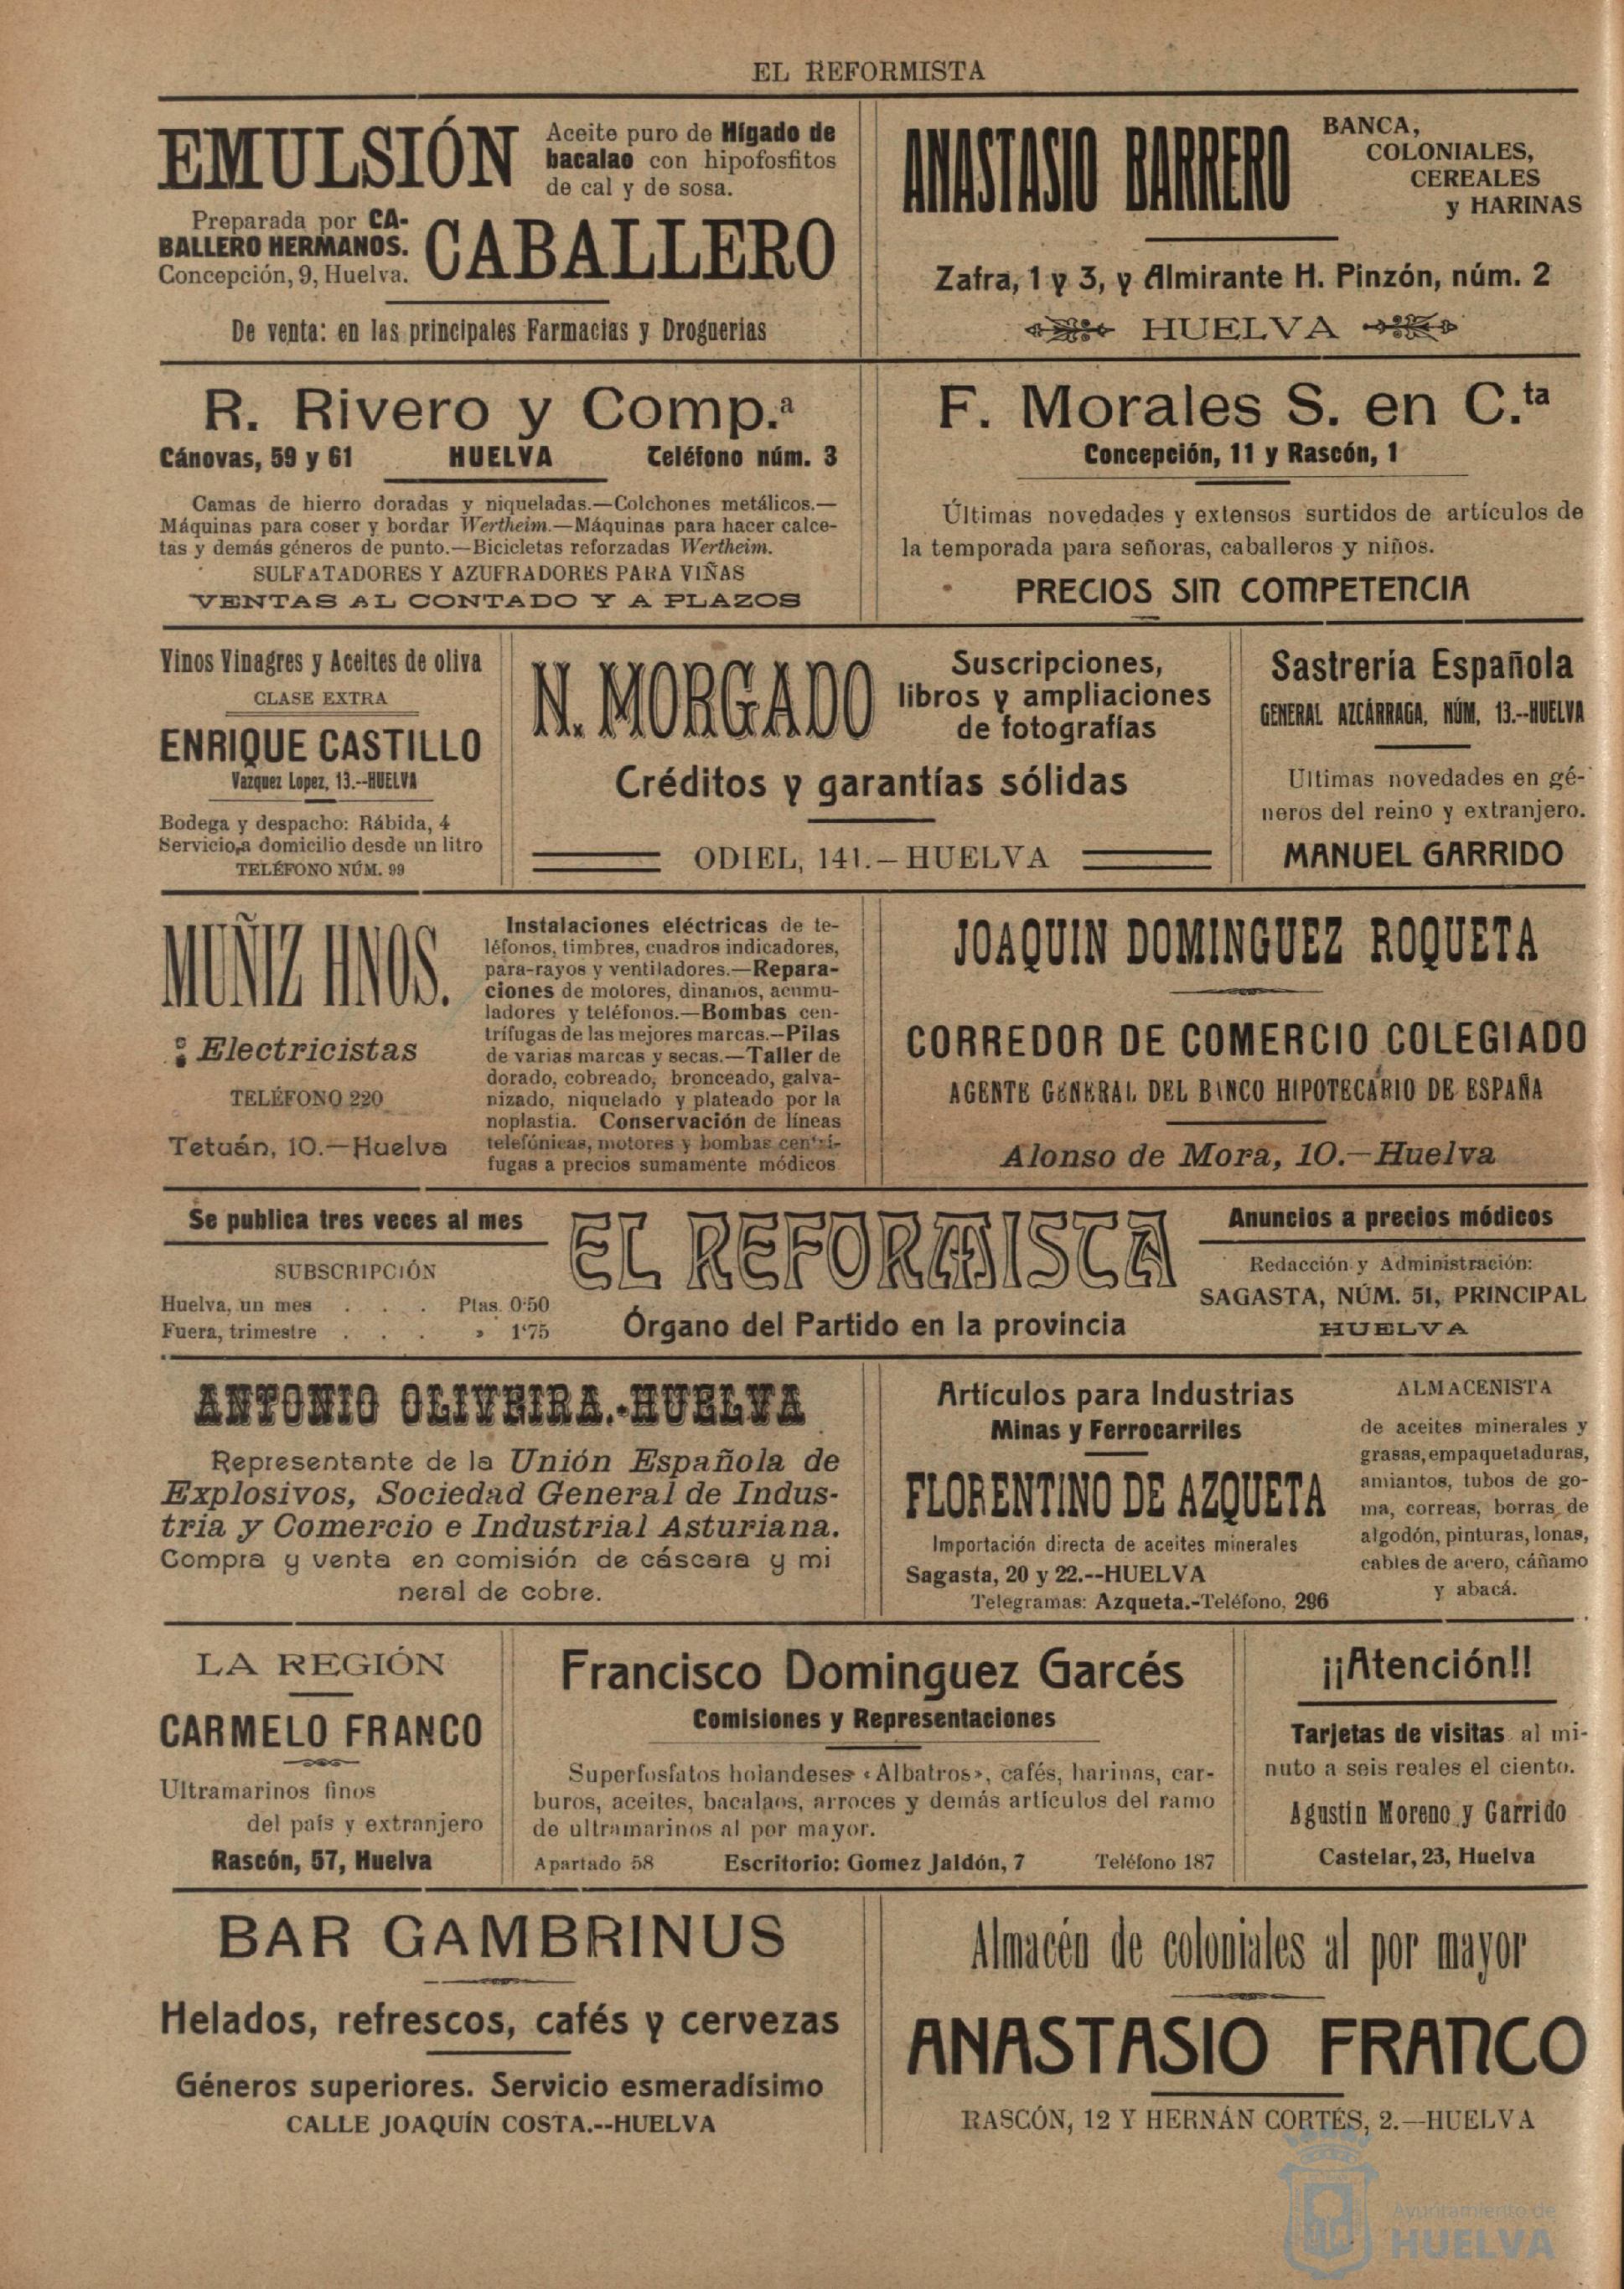 EL REFORMISTA
EMULSIÓN
Aceite puro de Hígado de
bacalao con hipofosfitos
de cal y de sosa.
Preparada por CA-
BALLERO HERMANOS.
Concepción, 9, Huelva.
CABALLERO
De venta: en las principales Farmacias y Droguerias
ANASTASIO BARRERO
BANCA,
COLONIALES,
CEREALES
y HARINAS
Zafra, 1 y 3, y Almirante H. Pinzón, núm. 2
HUELVA
R. Rivero y Comp.ª
Cánovas, 59 y 61 HUELVA Teléfono núm. 3
Camas de hierro doradas y niqueladas.—Colchones metálicos.—
Máquinas para coser y bordar Wertheim.—Máquinas para hacer calce-
tas y demás géneros de punto.—Bicicletas reforzadas Wertheim.
SULFATADORES Y AZUFRADORES PARA VIÑAS
VENTAS AL CONTADO Y A PLAZOS
F. Morales S. en C.ta
Concepción, 11 y Rascón, 1
Últimas novedades y extensos surtidos de artículos de
la temporada para señoras, caballeros y niños.
PRECIOS SIN COMPETENCIA
Vinos Vinagres y Aceites de oliva
CLASE EXTRA
ENRIQUE CASTILLO
Vazquez Lopez, 13.--HUELVA
Bodega y despacho: Rábida, 4
Servicio a domicilio desde un litro
TELÉFONO NÚM. 99
N. MORGADO
Suscripciones,
libros y ampliaciones
de fotografías
Créditos y garantías sólidas
ODIEL, 141.—HUELVA
Sastrería Española
GENERAL AZCÁRRAGA, NÚM, 13.--HUELVA
Ultimas novedades en gé-
neros del reino y extranjero.
MANUEL GARRIDO
MUÑIZ HNOS.
Electricistas
TELÉFONO 220
Tetuán, 10.—Huelva
Instalaciones eléctricas de te-
léfonos, timbres, cuadros indicadores,
para-rayos y ventiladores.—Repara-
ciones de motores, dinamos, acumu-
ladores y teléfonos.—Bombas cen-
trífugas de las mejores marcas.—Pilas
de varias marcas y secas.—Taller de
dorado, cobreado, bronceado, galva-
nizado, niquelado y plateado por la
noplastia. Conservación de líneas
telefónicas, motores y bombas centrí-
fugas a precios sumamente módicos
JOAQUIN DOMINGUEZ ROQUETA
CORREDOR DE COMERCIO COLEGIADO
AGENTE GENERAL DEL BANCO HIPOTECARIO DE ESPAÑA
Alonso de Mora, 10.—Huelva
Se publica tres veces al mes
SUBSCRIPCIÓN
Huelva, un mes . . . Ptas. 0'50
Fuera, trimestre . . . » 1'75
EL REFORMISTA
Órgano del Partido en la provincia
Anuncios a precios módicos
Redacción y Administración:
SAGASTA, NÚM. 51, PRINCIPAL
HUELVA
ANTONIO OLIVEIRA.-HUELVA
Representante de la Unión Española de
Explosivos, Sociedad General de Indus-
tria y Comercio e Industrial Asturiana.
Compra y venta en comisión de cáscara y mi
neral de cobre.
Artículos para Industrias
Minas y Ferrocarriles
FLORENTINO DE AZQUETA
Importación directa de aceites minerales
Sagasta, 20 y 22.--HUELVA
Telegramas: Azqueta.-Teléfono, 296
ALMACENISTA
de aceites minerales y
grasas, empaquetaduras,
amiantos, tubos de go-
ma, correas, borras de
algodón, pinturas, lonas,
cables de acero, cáñamo
y abacá.
LA REGIÓN
CARMELO FRANCO
Ultramarinos finos
del país y extranjero
Rascón, 57, Huelva
Francisco Dominguez Garcés
Comisiones y Representaciones
Superfosfatos holandeses «Albatros», cafés, harinas, car-
buros, aceites, bacalaos, arroces y demás artículos del ramo
de ultramarinos al por mayor.
Apartado 58 Escritorio: Gomez Jaldón, 7 Teléfono 187
¡¡Atención!!
Tarjetas de visitas al mi-
nuto a seis reales el ciento.
Agustin Moreno y Garrido
Castelar, 23, Huelva
BAR GAMBRINUS
Helados, refrescos, cafés y cervezas
Géneros superiores. Servicio esmeradísimo
CALLE JOAQUÍN COSTA.--HUELVA
Almacén de coloniales al por mayor
ANASTASIO FRANCO
RASCÓN, 12 Y HERNÁN CORTÉS, 2.—HUELVA
Ayuntamiento de
HUELVA